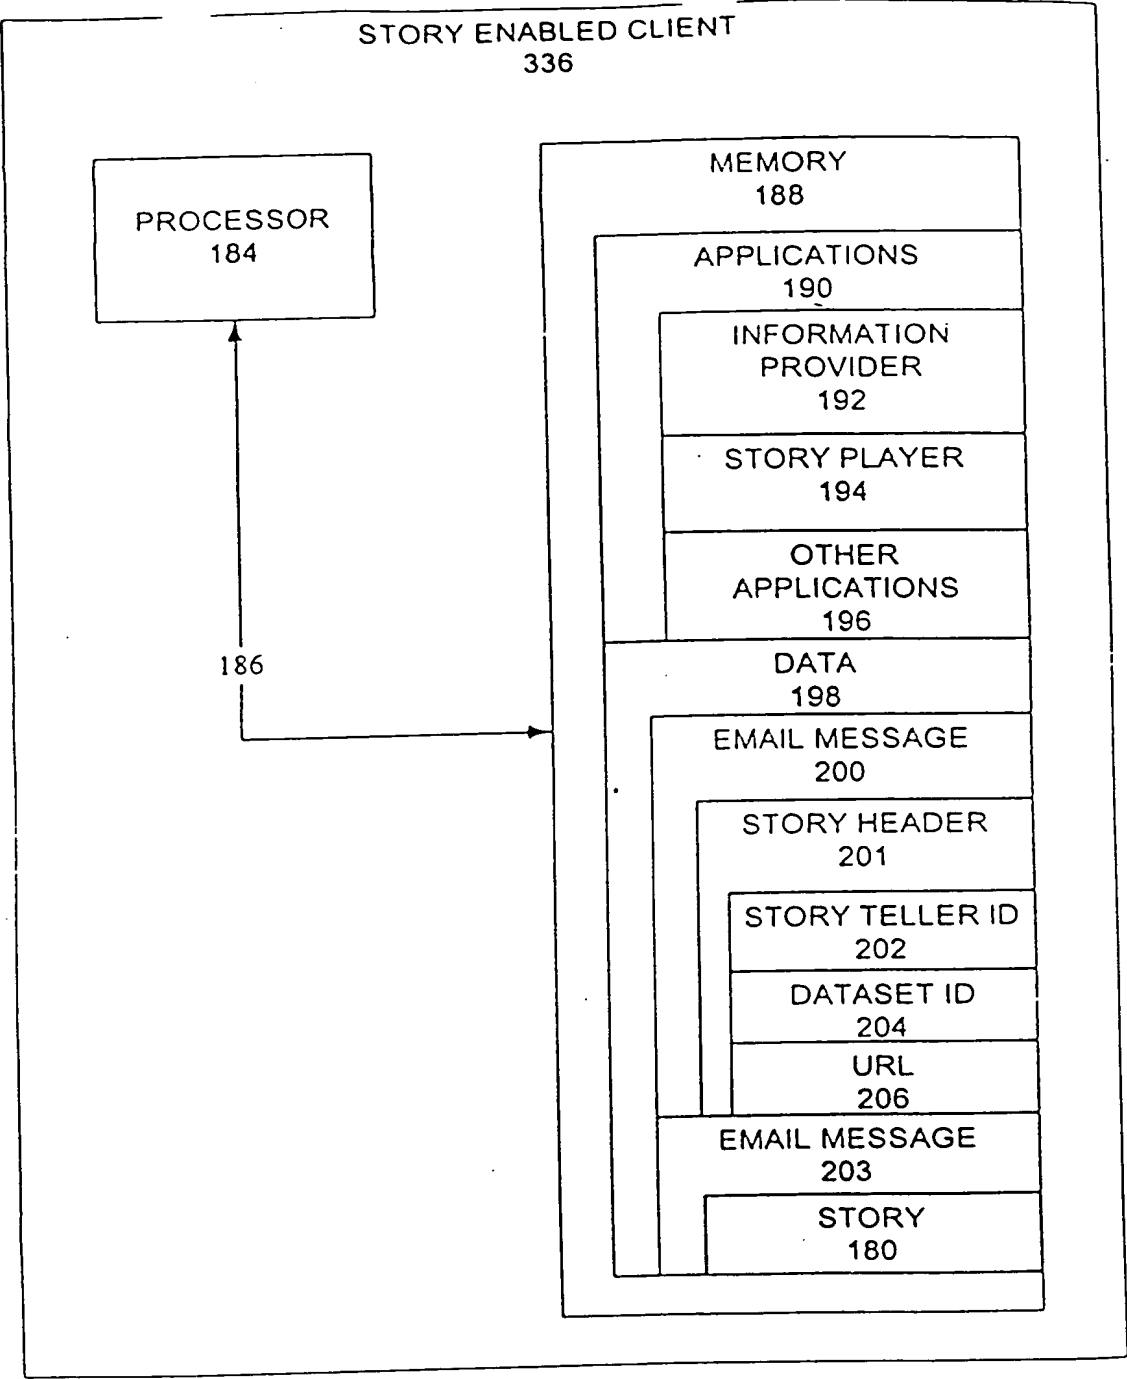 STORY ENABLED CLIENT
336
PROCESSOR
184
186
MEMORY
188
APPLICATIONS
190
INFORMATION
PROVIDER
192
STORY PLAYER
194
OTHER
APPLICATIONS
196
DATA
198
EMAIL MESSAGE
200
STORY HEADER
201
STORY TELLER ID
202
DATASET ID
204
URL
206
EMAIL MESSAGE
203
STORY
180